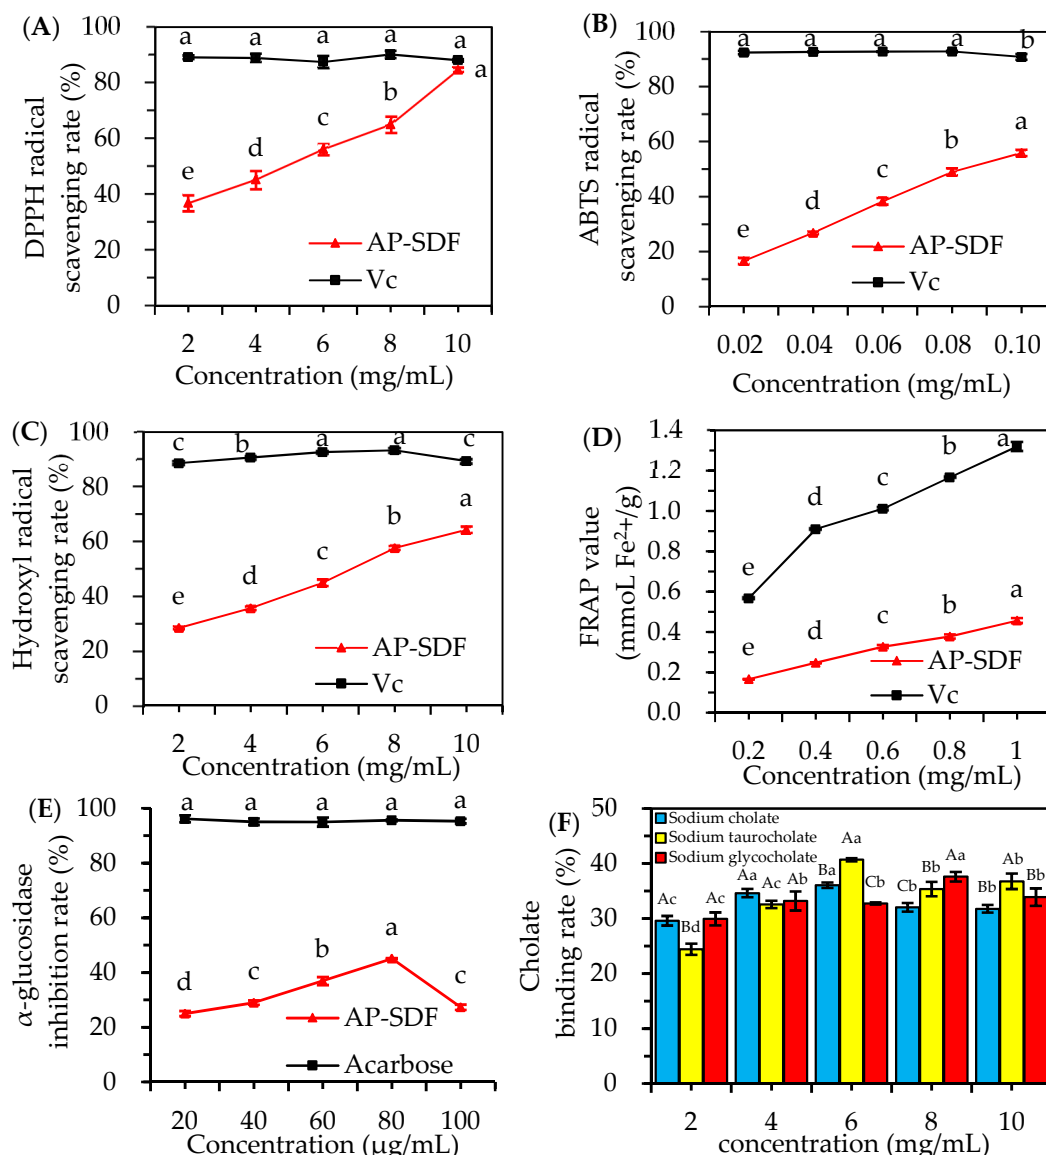 (A)
DPPH radical
scavenging rate (%)
100
80
60
40
20
0
a a a a a
e d c b a
AP-SDF
Vc
2 4 6 8 10
Concentration (mg/mL)
(B)
ABTS radical
scavenging rate (%)
100
80
60
40
20
0
a a a a b
e d c b a
AP-SDF
Vc
0.02 0.04 0.06 0.08 0.10
Concentration (mg/mL)
(C)
Hydroxyl radical
scavenging rate (%)
100
80
60
40
20
0
c b a a c
e d c b a
AP-SDF
Vc
2 4 6 8 10
Concentration (mg/mL)
(D)
FRAP value
(mmoL Fe²⁺/g)
1.4
1.2
1.0
0.8
0.6
0.4
0.2
0.0
e d c b a
e d c b a
AP-SDF
Vc
0.2 0.4 0.6 0.8 1
Concentration (mg/mL)
(E)
α-glucosidase
inhibition rate (%)
100
80
60
40
20
0
a a a a a
d c b a c
AP-SDF
Acarbose
20 40 60 80 100
Concentration (μg/mL)
(F)
Cholate
binding rate (%)
50
40
30
20
10
0
Sodium cholate
Sodium taurocholate
Sodium glycocholate
Ac Bd Ac Aa Ac Ab Ba Aa Cb Cb Bb Aa Bb Ab Bb
2 4 6 8 10
concentration (mg/mL)